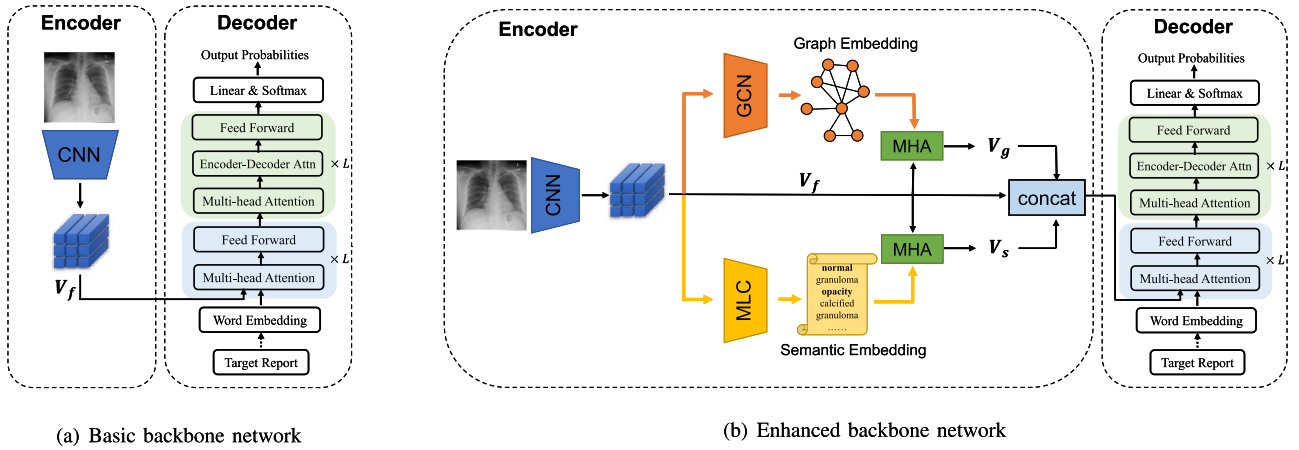 Encoder
CNN
V_f
Decoder
Output Probabilities
Linear & Softmax
Feed Forward
Encoder-Decoder Attn
× L
Multi-head Attention
Feed Forward
× L
Multi-head Attention
Word Embedding
Target Report
(a) Basic backbone network
Encoder
CNN
GCN
Graph Embedding
MHA
V_g
V_f
concat
MHA
V_s
MLC
normal
granuloma
opacity
calcified
granuloma
......
Semantic Embedding
Decoder
Output Probabilities
Linear & Softmax
Feed Forward
Encoder-Decoder Attn
× L
Multi-head Attention
Feed Forward
× L
Multi-head Attention
Word Embedding
Target Report
(b) Enhanced backbone network